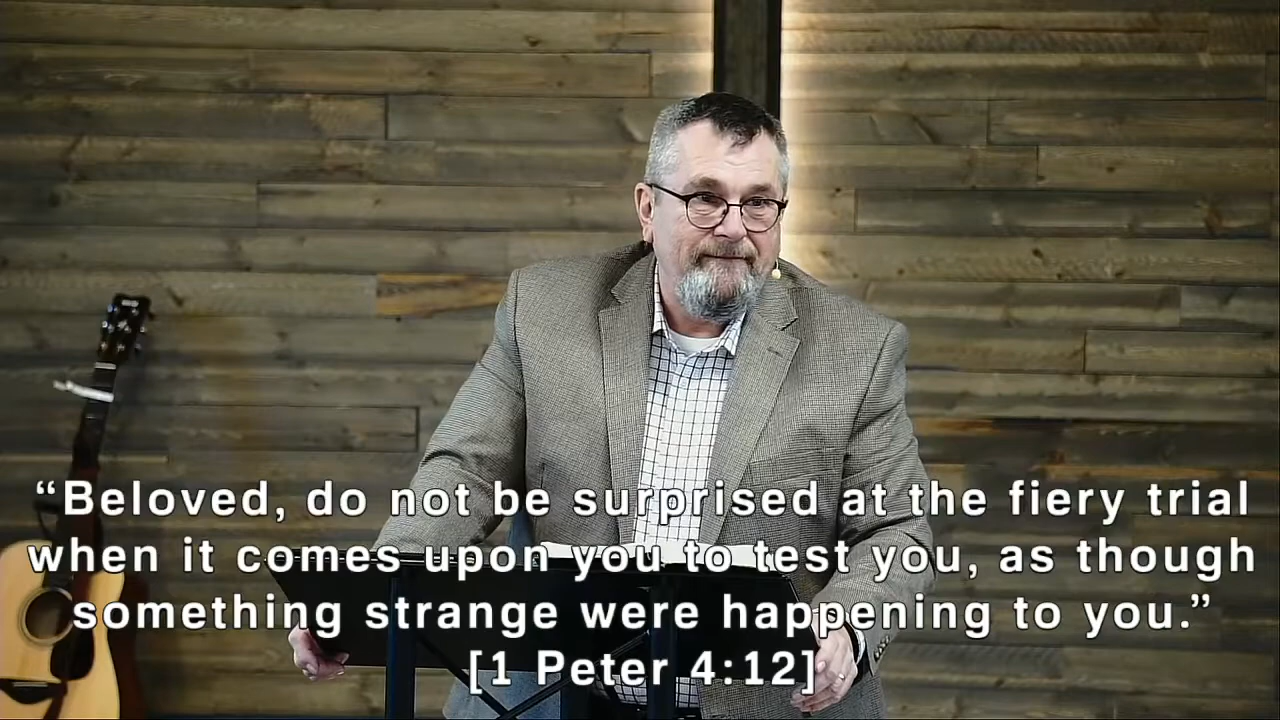 “Beloved, do not be surprised at the fiery trial
when it comes upon you to test you, as though
something strange were happening to you.”
[1 Peter 4:12]